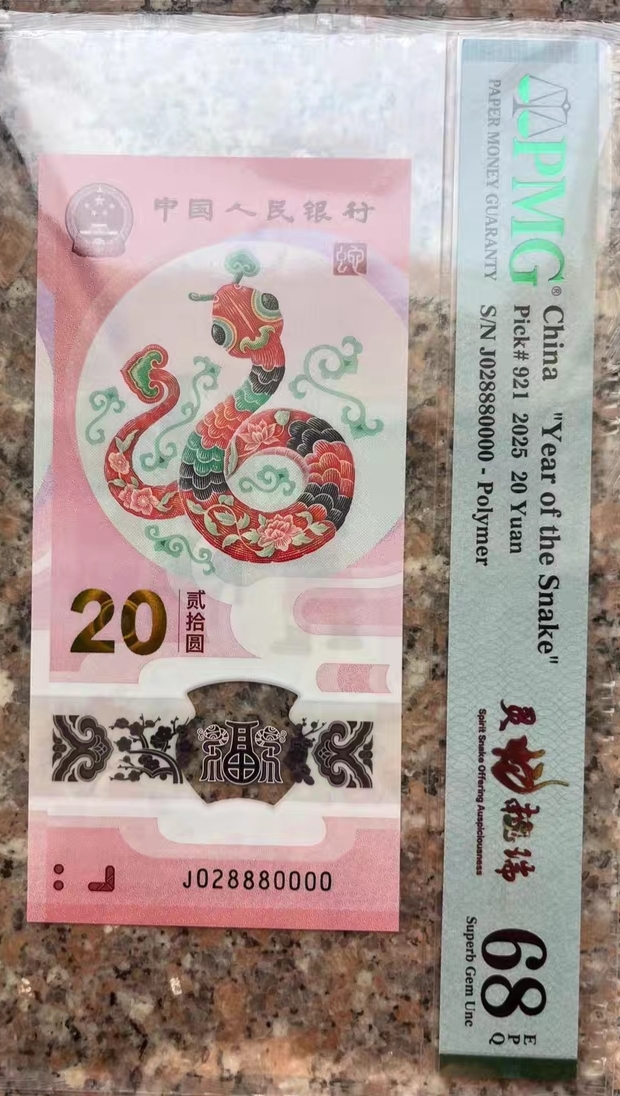 中国人民银行
蛇
20
贰拾圆
J028880000
PMG®
PAPER MONEY GUARANTY
China "Year of the Snake"
Pick# 921 2025 20 Yuan
S/N J028880000 - Polymer
灵蛇献瑞
Spirit Snake Offering Auspiciousness
68
EPQ
Superb Gem Unc